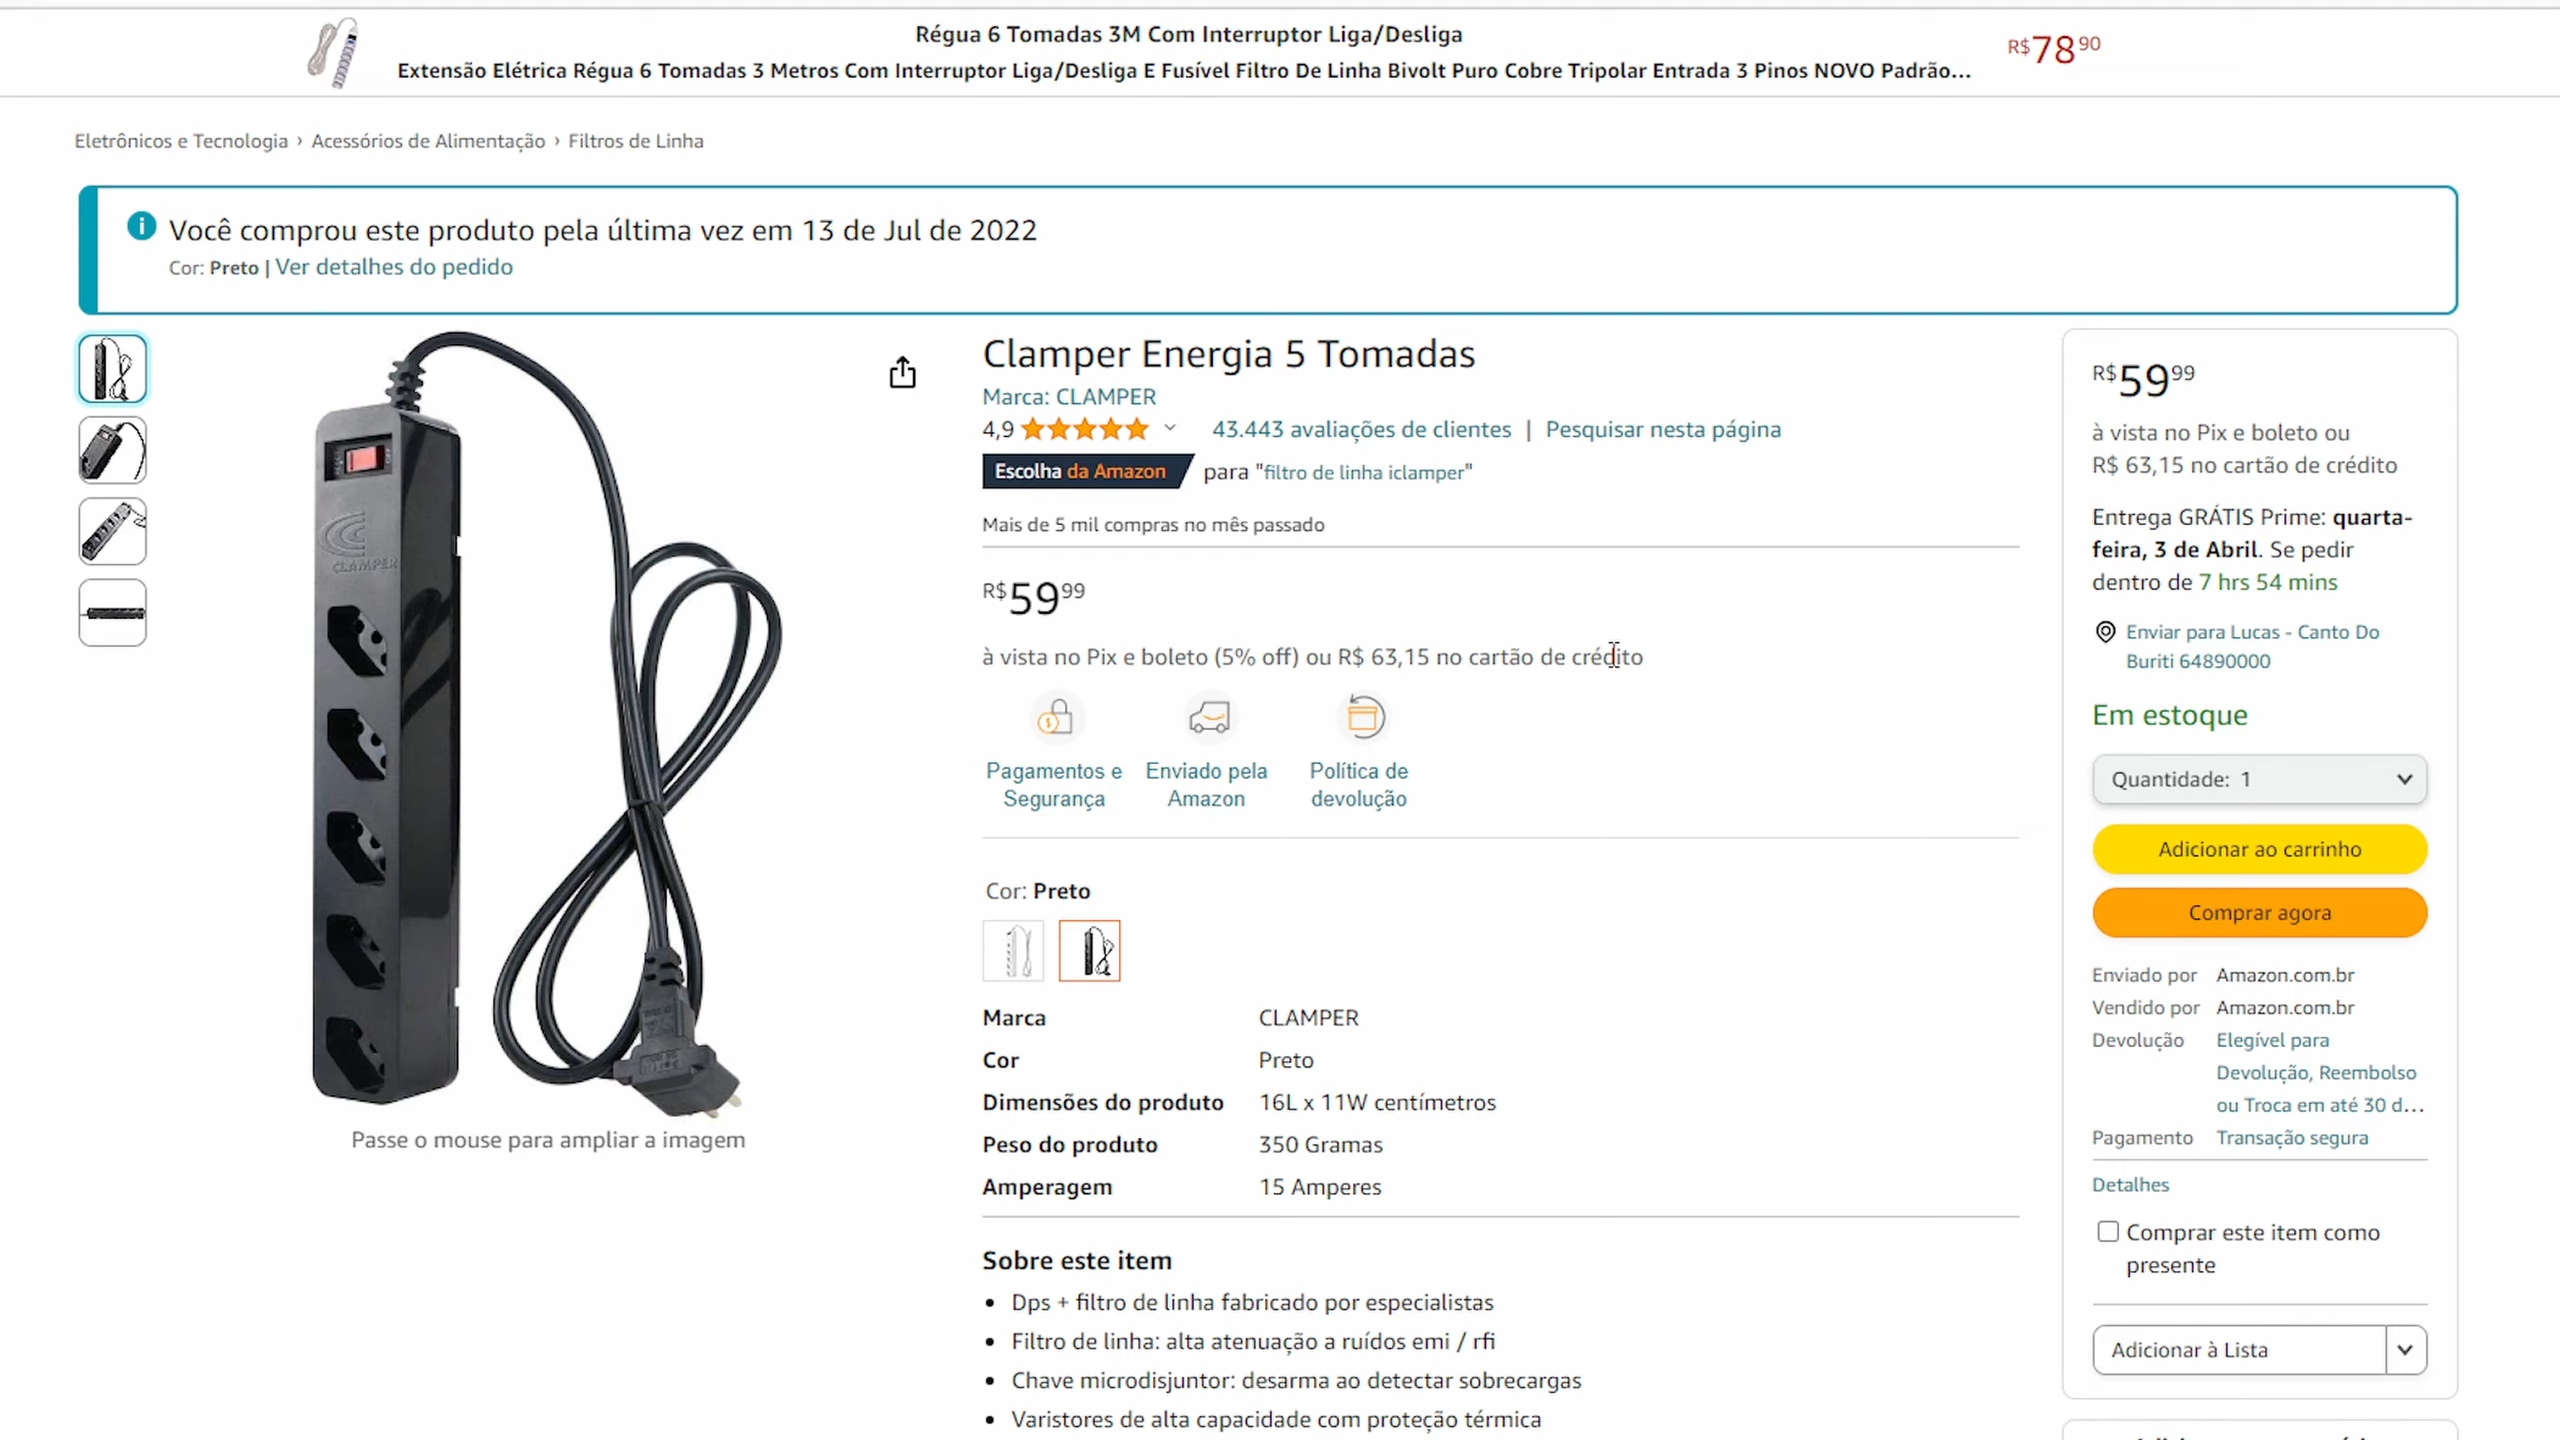 Régua 6 Tomadas 3M Com Interruptor Liga/Desliga
Extensão Elétrica Régua 6 Tomadas 3 Metros Com Interruptor Liga/Desliga E Fusível Filtro De Linha Bivolt Puro Cobre Tripolar Entrada 3 Pinos NOVO Padrão...
R$78 90
Eletrônicos e Tecnologia › Acessórios de Alimentação › Filtros de Linha
Você comprou este produto pela última vez em 13 de Jul de 2022
Cor: Preto | Ver detalhes do pedido
CLAMPER
Passe o mouse para ampliar a imagem
Clamper Energia 5 Tomadas
Marca: CLAMPER
4,9
43.443 avaliações de clientes | Pesquisar nesta página
Escolha da Amazon para "filtro de linha iclamper"
Mais de 5 mil compras no mês passado
R$59 99
à vista no Pix e boleto (5% off) ou R$ 63,15 no cartão de crédito
Pagamentos e
Segurança
Enviado pela
Amazon
Política de
devolução
Cor: Preto
Marca CLAMPER
Cor Preto
Dimensões do produto 16L x 11W centímetros
Peso do produto 350 Gramas
Amperagem 15 Amperes
Sobre este item
• Dps + filtro de linha fabricado por especialistas
• Filtro de linha: alta atenuação a ruídos emi / rfi
• Chave microdisjuntor: desarma ao detectar sobrecargas
• Varistores de alta capacidade com proteção térmica
R$59 99
à vista no Pix e boleto ou
R$ 63,15 no cartão de crédito
Entrega GRÁTIS Prime: quarta-
feira, 3 de Abril. Se pedir
dentro de 7 hrs 54 mins
Enviar para Lucas - Canto Do
Buriti 64890000
Em estoque
Quantidade: 1
Adicionar ao carrinho
Comprar agora
Enviado por Amazon.com.br
Vendido por Amazon.com.br
Devolução Elegível para
Devolução, Reembolso
ou Troca em até 30 d...
Pagamento Transação segura
Detalhes
Comprar este item como
presente
Adicionar à Lista